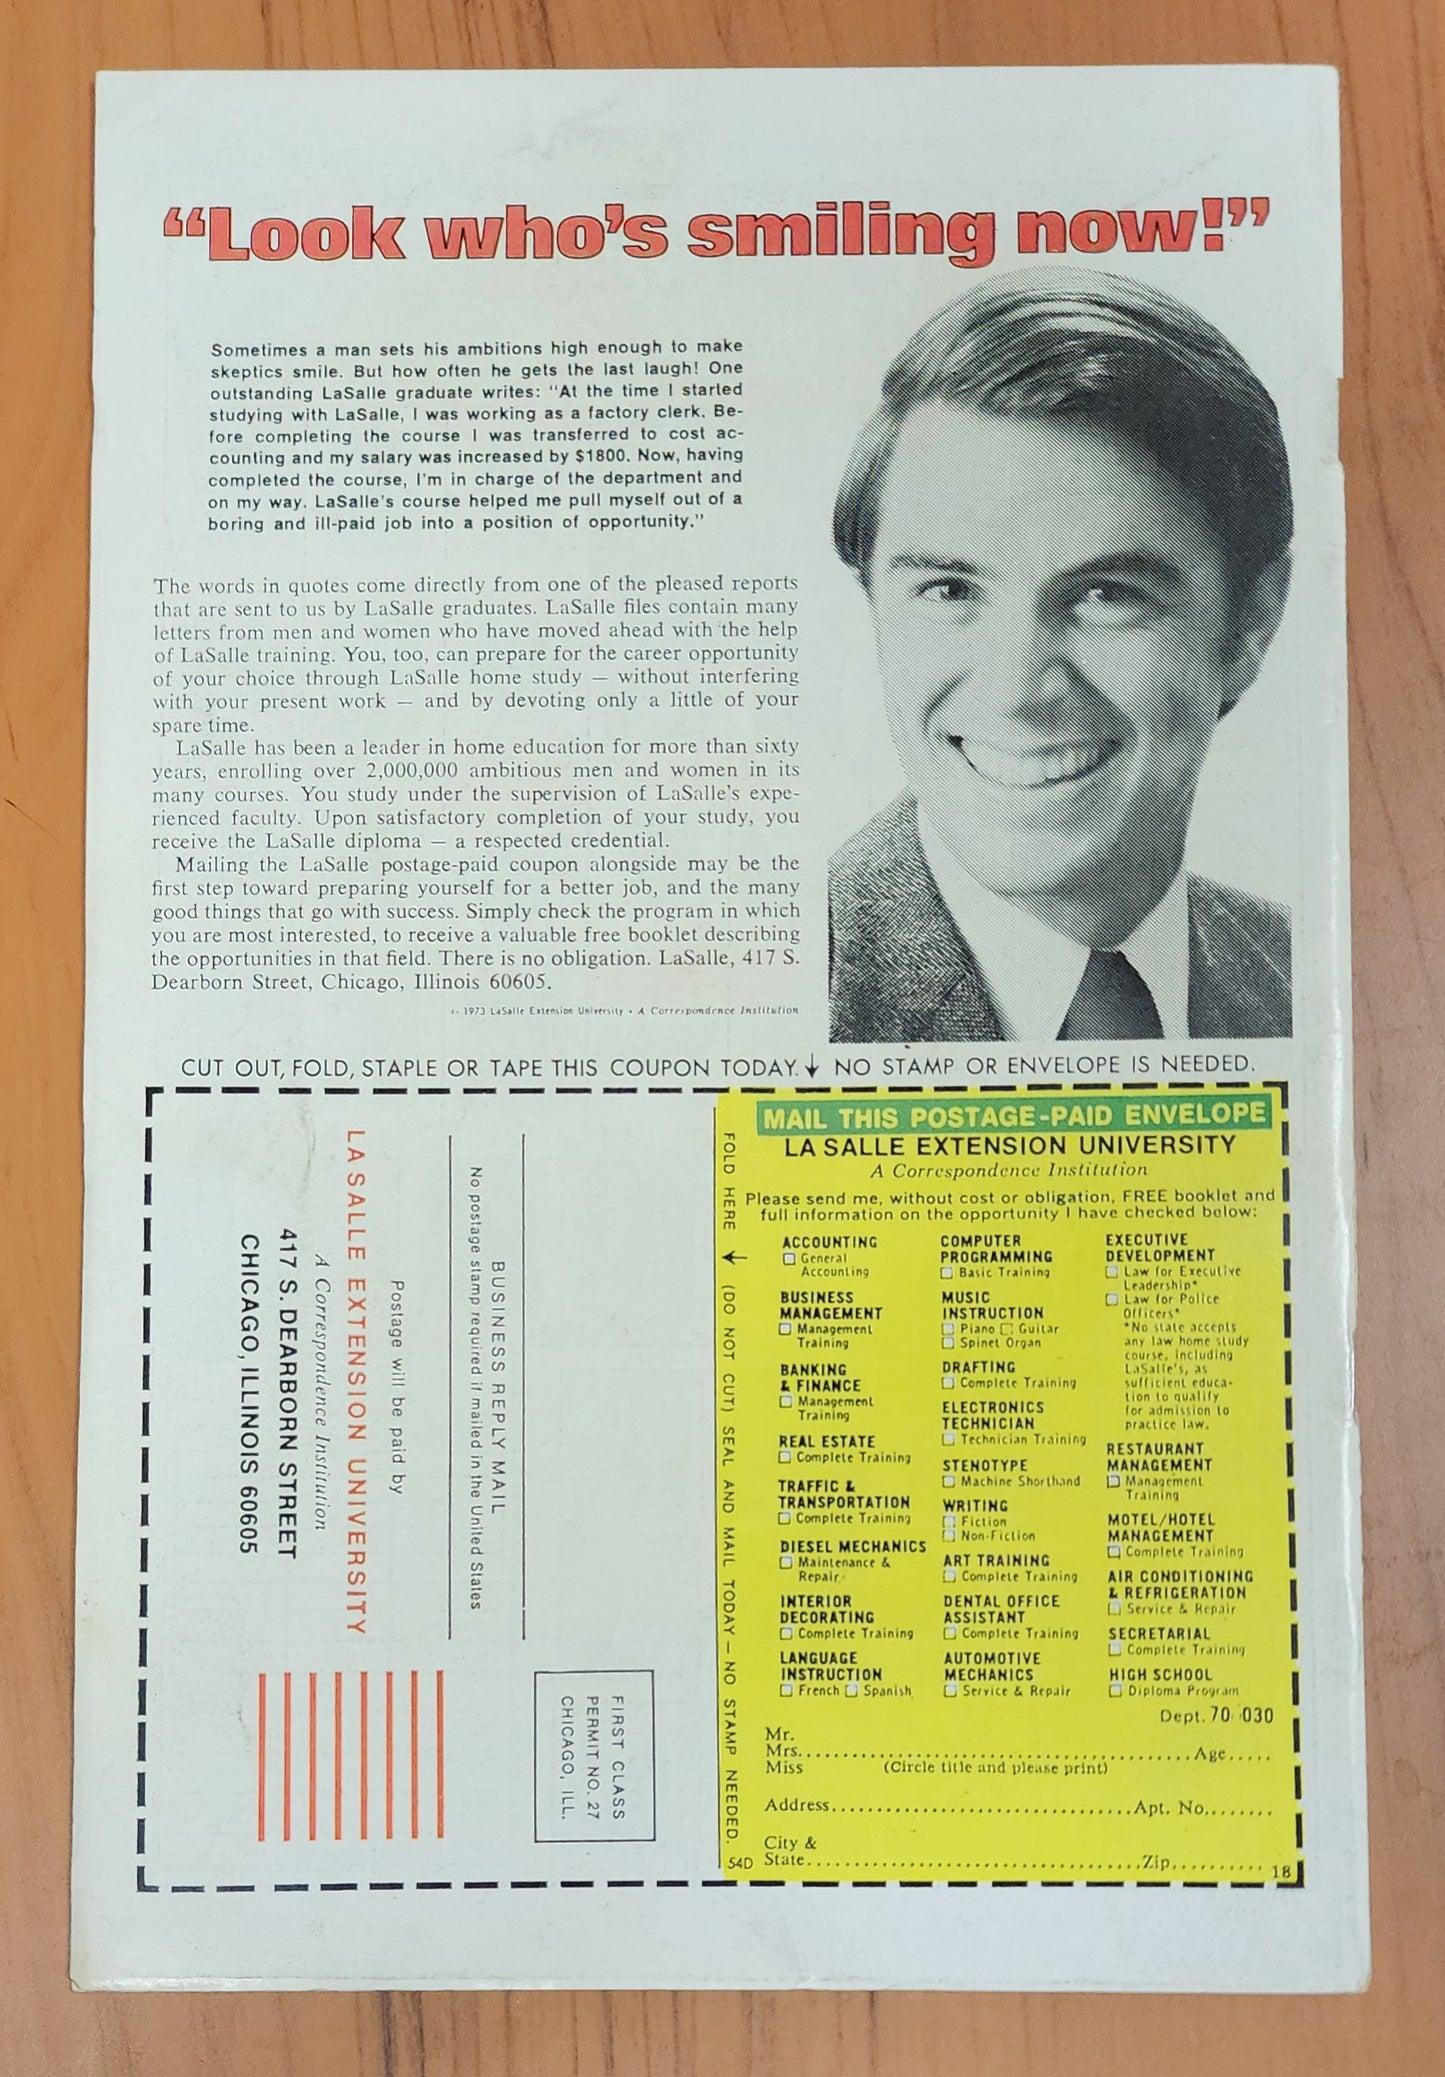 “Look who’s smiling now!”
Sometimes a man sets his ambitions high enough to make
skeptics smile. But how often he gets the last laugh! One
outstanding LaSalle graduate writes: “At the time I started
studying with LaSalle, I was working as a factory clerk. Be-
fore completing the course I was transferred to cost ac-
counting and my salary was increased by $1800. Now, having
completed the course, I'm in charge of the department and
on my way. LaSalle's course helped me pull myself out of a
boring and ill-paid job into a position of opportunity.”
The words in quotes come directly from one of the pleased reports
that are sent to us by LaSalle graduates. LaSalle files contain many
letters from men and women who have moved ahead with the help
of LaSalle training. You, too, can prepare for the career opportunity
of your choice through LaSalle home study — without interfering
with your present work — and by devoting only a little of your
spare time.
LaSalle has been a leader in home education for more than sixty
years, enrolling over 2,000,000 ambitious men and women in its
many courses. You study under the supervision of LaSalle's expe-
rienced faculty. Upon satisfactory completion of your study, you
receive the LaSalle diploma — a respected credential.
Mailing the LaSalle postage-paid coupon alongside may be the
first step toward preparing yourself for a better job, and the many
good things that go with success. Simply check the program in which
you are most interested, to receive a valuable free booklet describing
the opportunities in that field. There is no obligation. LaSalle, 417 S.
Dearborn Street, Chicago, Illinois 60605.
1973 LaSalle Extension University • A Correspondence Institution
CUT OUT, FOLD, STAPLE OR TAPE THIS COUPON TODAY. NO STAMP OR ENVELOPE IS NEEDED.
FIRST CLASS
PERMIT NO. 27
CHICAGO, ILL.
BUSINESS REPLY MAIL
No postage stamp required if mailed in the United States
Postage will be paid by
LA SALLE EXTENSION UNIVERSITY
A Correspondence Institution
417 S. DEARBORN STREET
CHICAGO, ILLINOIS 60605
FOLD HERE (DO NOT CUT) SEAL AND MAIL TODAY — NO STAMP NEEDED.
54D
MAIL THIS POSTAGE-PAID ENVELOPE
LA SALLE EXTENSION UNIVERSITY
A Correspondence Institution
Please send me, without cost or obligation, FREE booklet and
full information on the opportunity I have checked below:
ACCOUNTING
General
Accounting
BUSINESS
MANAGEMENT
Management
Training
BANKING
& FINANCE
Management
Training
REAL ESTATE
Complete Training
TRAFFIC &
TRANSPORTATION
Complete Training
DIESEL MECHANICS
Maintenance &
Repair
INTERIOR
DECORATING
Complete Training
LANGUAGE
INSTRUCTION
French Spanish
COMPUTER
PROGRAMMING
Basic Training
MUSIC
INSTRUCTION
Piano Guitar
Spinet Organ
DRAFTING
Complete Training
ELECTRONICS
TECHNICIAN
Technician Training
STENOTYPE
Machine Shorthand
WRITING
Fiction
Non-Fiction
ART TRAINING
Complete Training
DENTAL OFFICE
ASSISTANT
Complete Training
AUTOMOTIVE
MECHANICS
Service & Repair
EXECUTIVE
DEVELOPMENT
Law for Executive
Leadership*
Law for Police
Officers*
*No state accepts
any law home study
course, including
LaSalle's, as
sufficient educa-
tion to qualify
for admission to
practice law.
RESTAURANT
MANAGEMENT
Management
Training
MOTEL/HOTEL
MANAGEMENT
Complete Training
AIR CONDITIONING
& REFRIGERATION
Service & Repair
SECRETARIAL
Complete Training
HIGH SCHOOL
Diploma Program
Dept. 70-030
Mr.
Mrs. Age
Miss (Circle title and please print)
Address Apt. No.
City &
State Zip
18